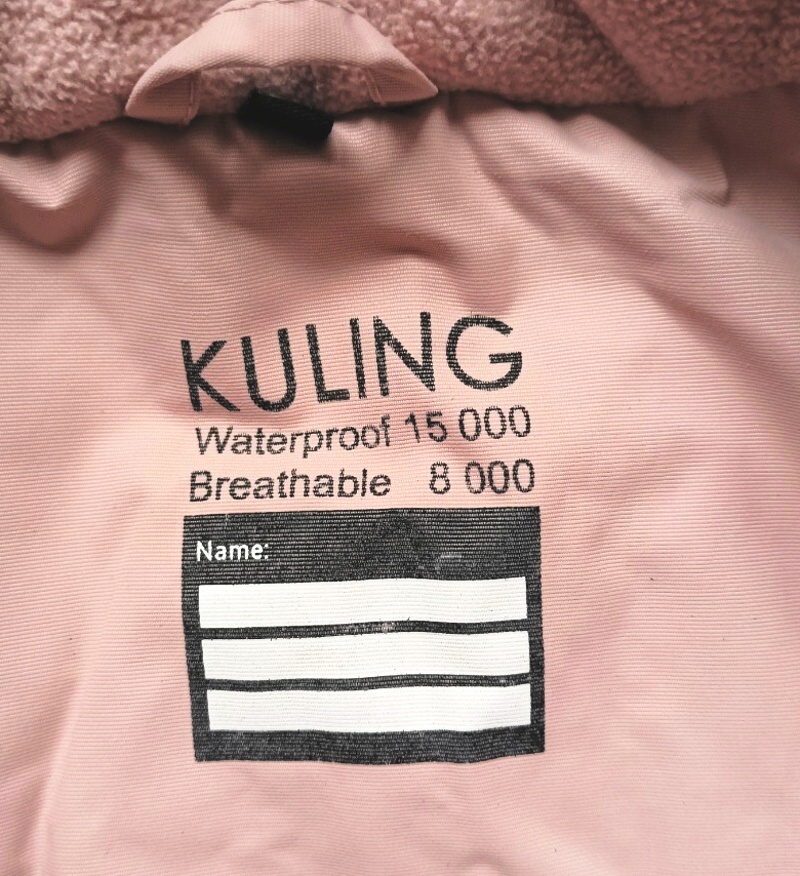 KULING
Waterproof 15 000
Breathable 8 000
Name: